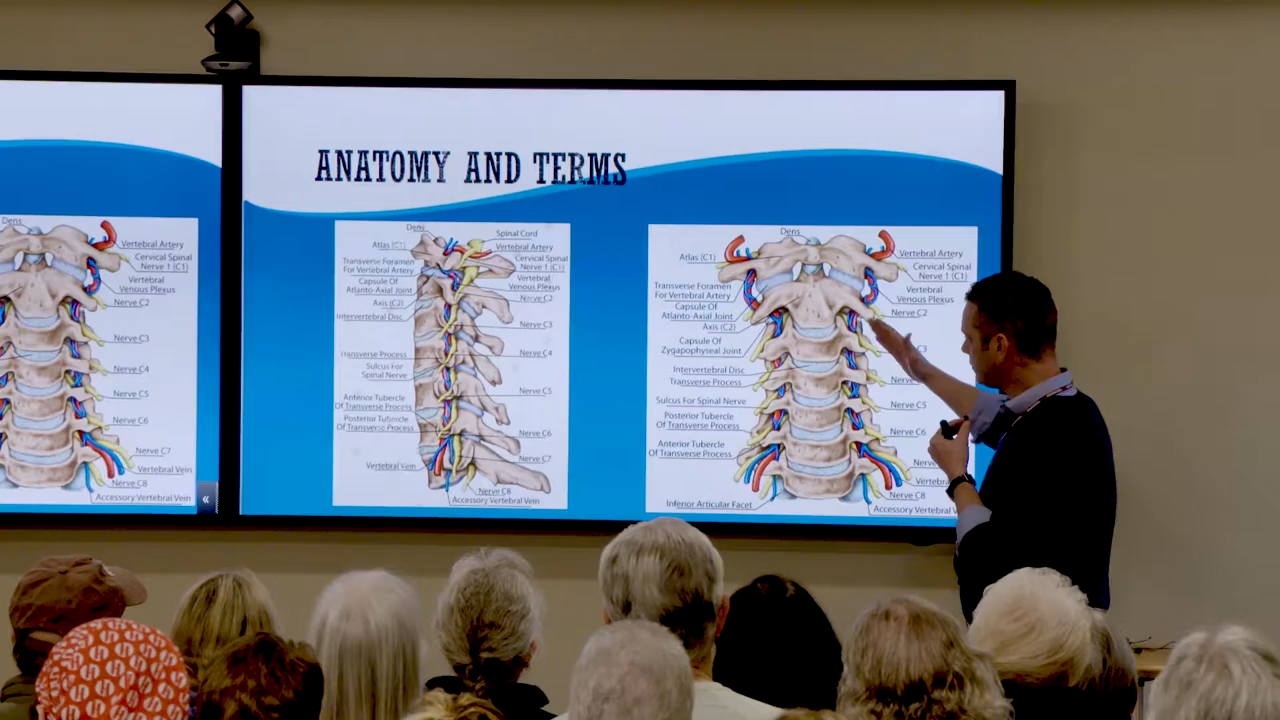 ANATOMY AND TERMS
Dens
Vertebral Artery
Cervical Spinal
Nerve 1 (C1)
Vertebral
Venous Plexus
Nerve C2
Nerve C3
Nerve C4
Nerve C5
Nerve C6
Nerve C7
Vertebral Vein
Nerve C8
Accessory Vertebral Vein
«
Dens
Atlas (C1)
Transverse Foramen
For Vertebral Artery
Capsule Of
Atlanto-Axial Joint
Axis (C2)
Intervertebral Disc
Transverse Process
Sulcus For
Spinal Nerve
Anterior Tubercle
Of Transverse Process
Posterior Tubercle
Of Transverse Process
Vertebral Vein
Spinal Cord
Vertebral Artery
Cervical Spinal
Nerve 1 (C1)
Vertebral
Venous Plexus
Nerve C2
Nerve C3
Nerve C4
Nerve C5
Nerve C6
Nerve C7
Nerve C8
Accessory Vertebral Vein
Dens
Atlas (C1)
Transverse Foramen
For Vertebral Artery
Capsule Of
Atlanto-Axial Joint
Axis (C2)
Capsule Of
Zygapophyseal Joint
Intervertebral Disc
Transverse Process
Sulcus For Spinal Nerve
Posterior Tubercle
Of Transverse Process
Anterior Tubercle
Of Transverse Process
Inferior Articular Facet
Vertebral Artery
Cervical Spinal
Nerve 1 (C1)
Vertebral
Venous Plexus
Nerve C2
C3
Nerve
Nerve C5
Nerve C6
Nerve
Vertebra
Nerve C8
Accessory Vertebral V